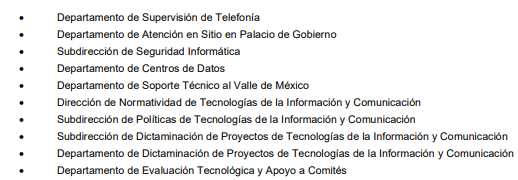 • Departamento de Supervisión de Telefonía
• Departamento de Atención en Sitio en Palacio de Gobierno
• Subdirección de Seguridad Informática
• Departamento de Centros de Datos
• Departamento de Soporte Técnico al Valle de México
• Dirección de Normatividad de Tecnologías de la Información y Comunicación
• Subdirección de Políticas de Tecnologías de la Información y Comunicación
• Subdirección de Dictaminación de Proyectos de Tecnologías de la Información y Comunicación
• Departamento de Dictaminación de Proyectos de Tecnologías de la Información y Comunicación
• Departamento de Evaluación Tecnológica y Apoyo a Comités